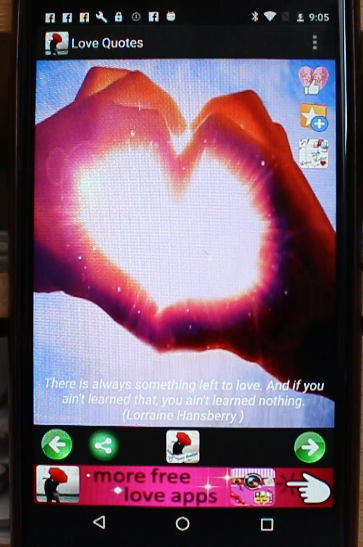 9:05
Love Quotes
There is always something left to love. And if you
ain't learned that, you ain't learned nothing.
(Lorraine Hansberry )
more free
love apps